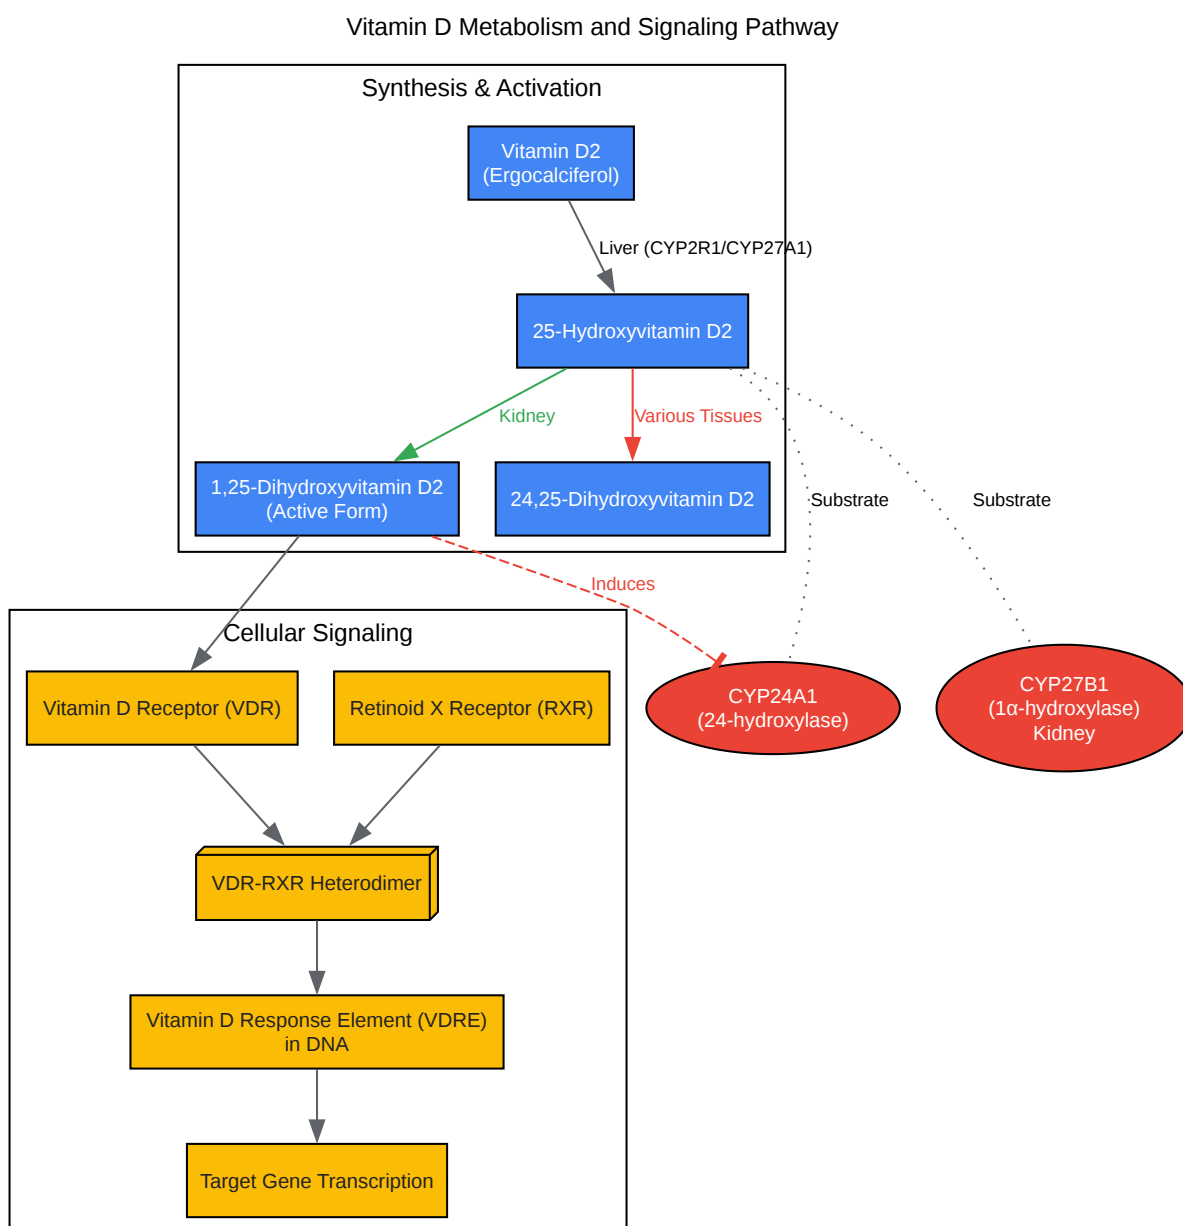 Vitamin D Metabolism and Signaling Pathway
Synthesis & Activation
Vitamin D2
(Ergocalciferol)
Liver (CYP2R1/CYP27A1)
25-Hydroxyvitamin D2
Kidney
Various Tissues
1,25-Dihydroxyvitamin D2
(Active Form)
24,25-Dihydroxyvitamin D2
Substrate
Substrate
Induces
Cellular Signaling
Vitamin D Receptor (VDR)
Retinoid X Receptor (RXR)
CYP24A1
(24-hydroxylase)
CYP27B1
(1α-hydroxylase)
Kidney
VDR-RXR Heterodimer
Vitamin D Response Element (VDRE)
in DNA
Target Gene Transcription